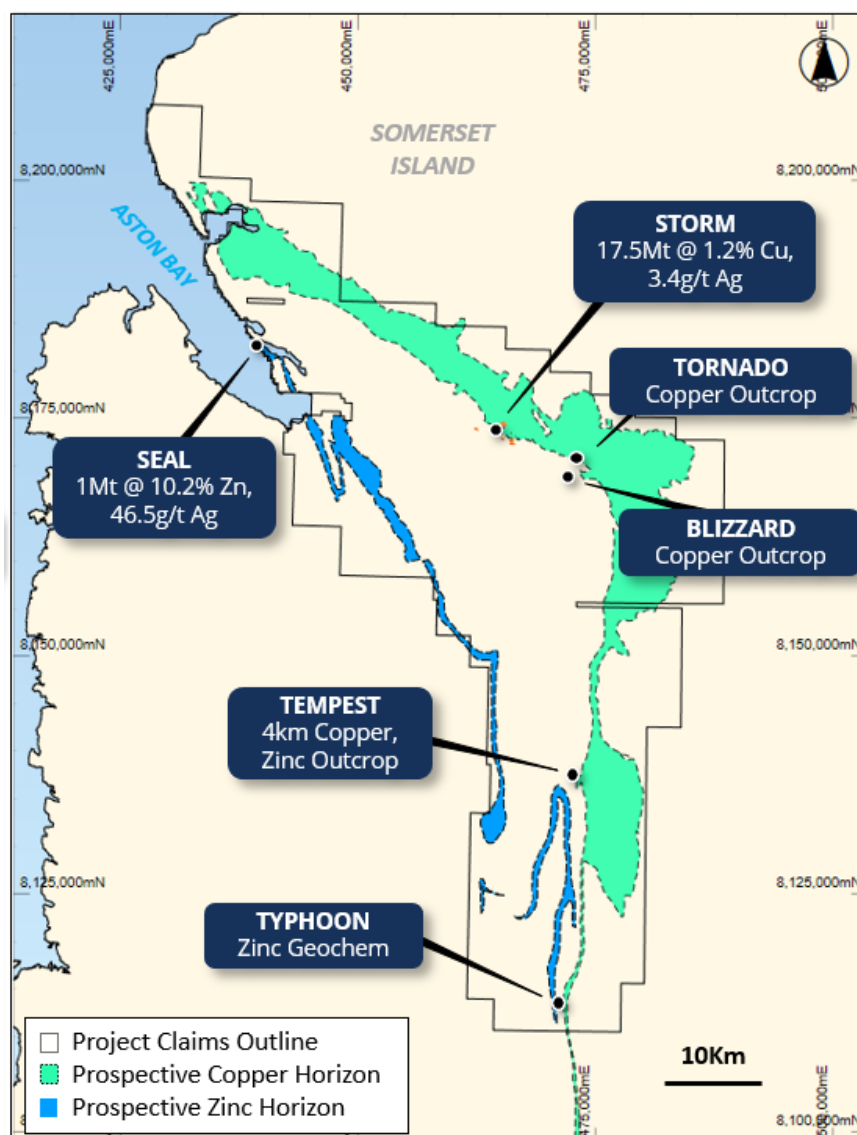 425,000mE
450,000mE
475,000mE
8,200,000mN
8,200,000mN
SOMERSET
ISLAND
ASTON BAY
STORM
17.5Mt @ 1.2% Cu,
3.4g/t Ag
TORNADO
Copper Outcrop
8,175,000mN
8,175,000mN
SEAL
1Mt @ 10.2% Zn,
46.5g/t Ag
BLIZZARD
Copper Outcrop
8,150,000mN
8,150,000mN
TEMPEST
4km Copper,
Zinc Outcrop
8,125,000mN
8,125,000mN
TYPHOON
Zinc Geochem
Project Claims Outline
Prospective Copper Horizon
Prospective Zinc Horizon
10Km
475,000mE
8,100,000mN